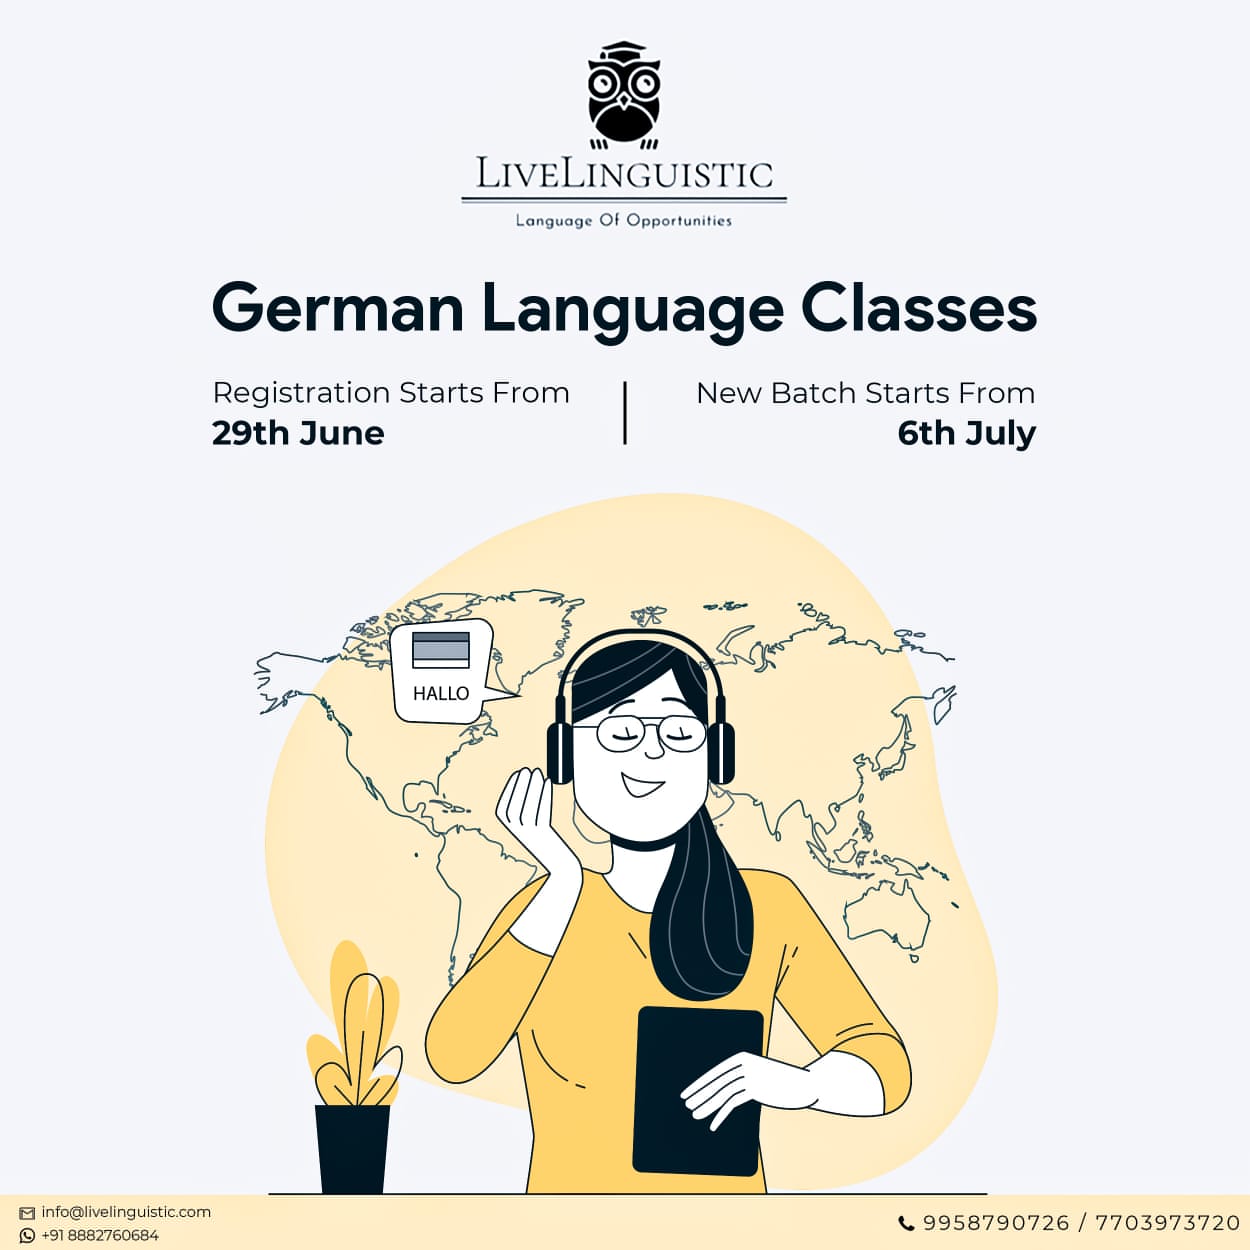 LIVELINGUISTIC
Language Of Opportunities
German Language Classes
Registration Starts From
29th June
New Batch Starts From
6th July
HALLO
info@livelinguistic.com
+91 8882760684
9958790726 / 7703973720